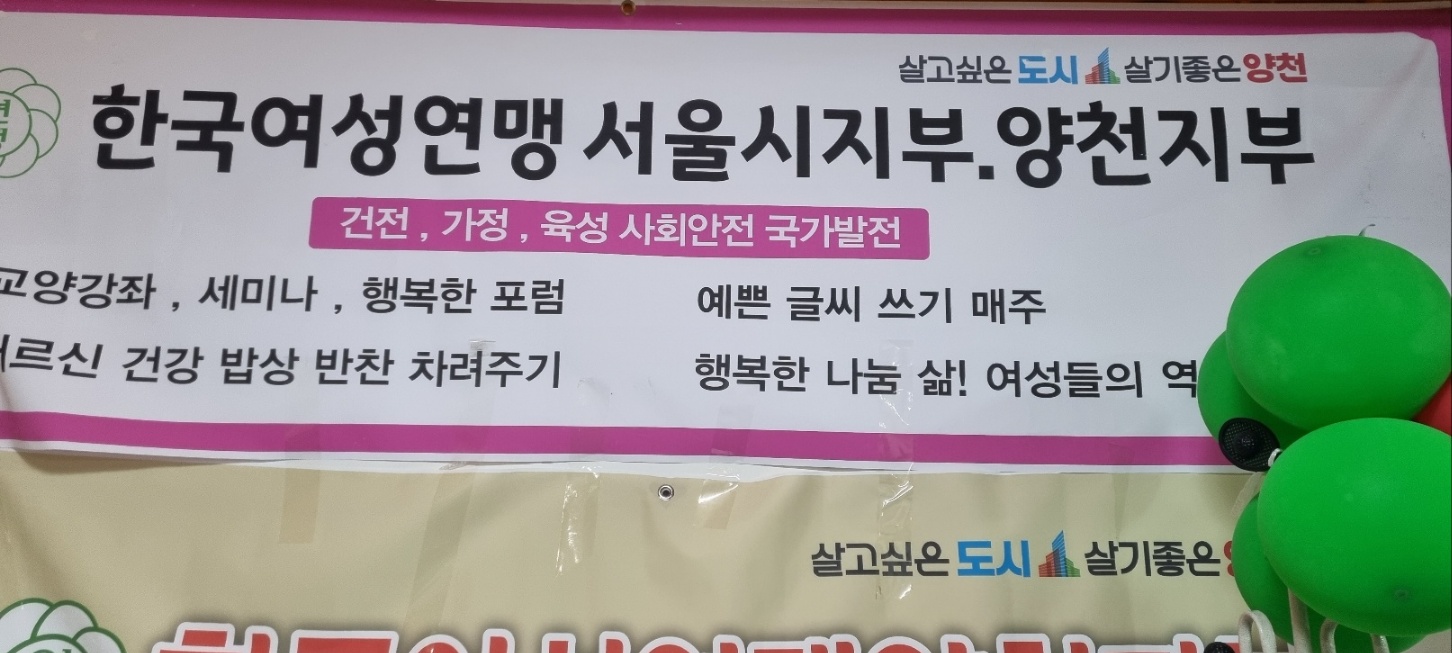 살고싶은 도시 살기좋은 양천
한국여성연맹 서울시지부.양천지부
건전 , 가정 , 육성 사회안전 국가발전
교양강좌 , 세미나 , 행복한 포럼
예쁜 글씨 쓰기 매주
건강 밥상 반찬 차려주기
행복한 나눔 삶! 여성들의
살고싶은 도시 살기좋은